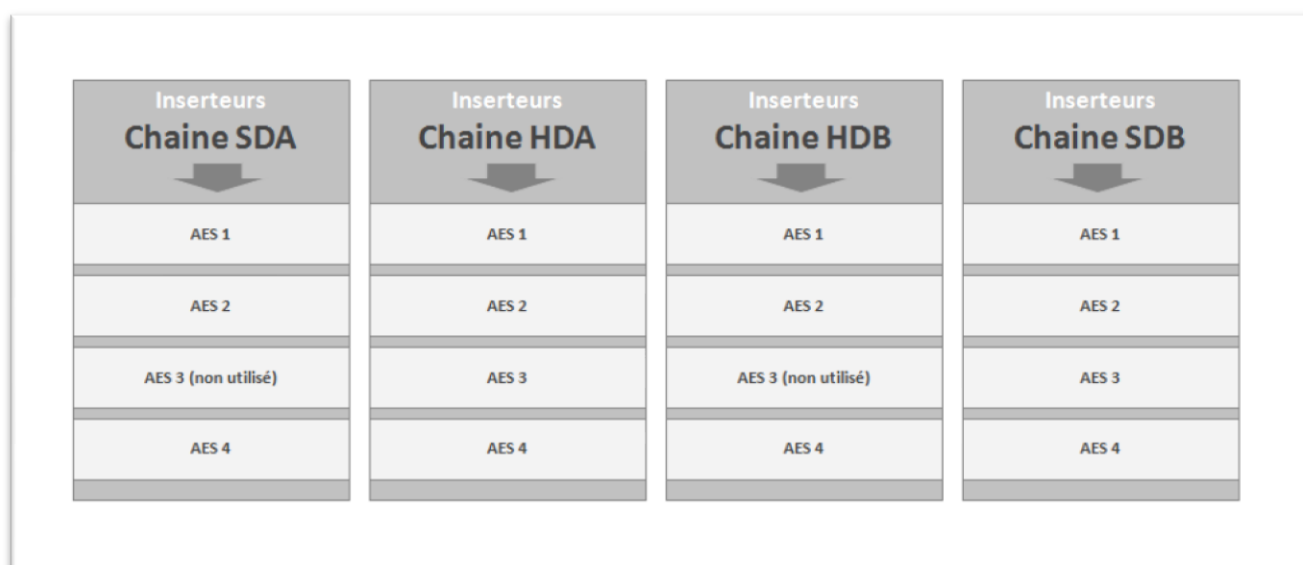 Inserteurs
Chaine SDA
AES 1
AES 2
AES 3 (non utilisé)
AES 4
Inserteurs
Chaine HDA
AES 1
AES 2
AES 3
AES 4
Inserteurs
Chaine HDB
AES 1
AES 2
AES 3 (non utilisé)
AES 4
Inserteurs
Chaine SDB
AES 1
AES 2
AES 3
AES 4